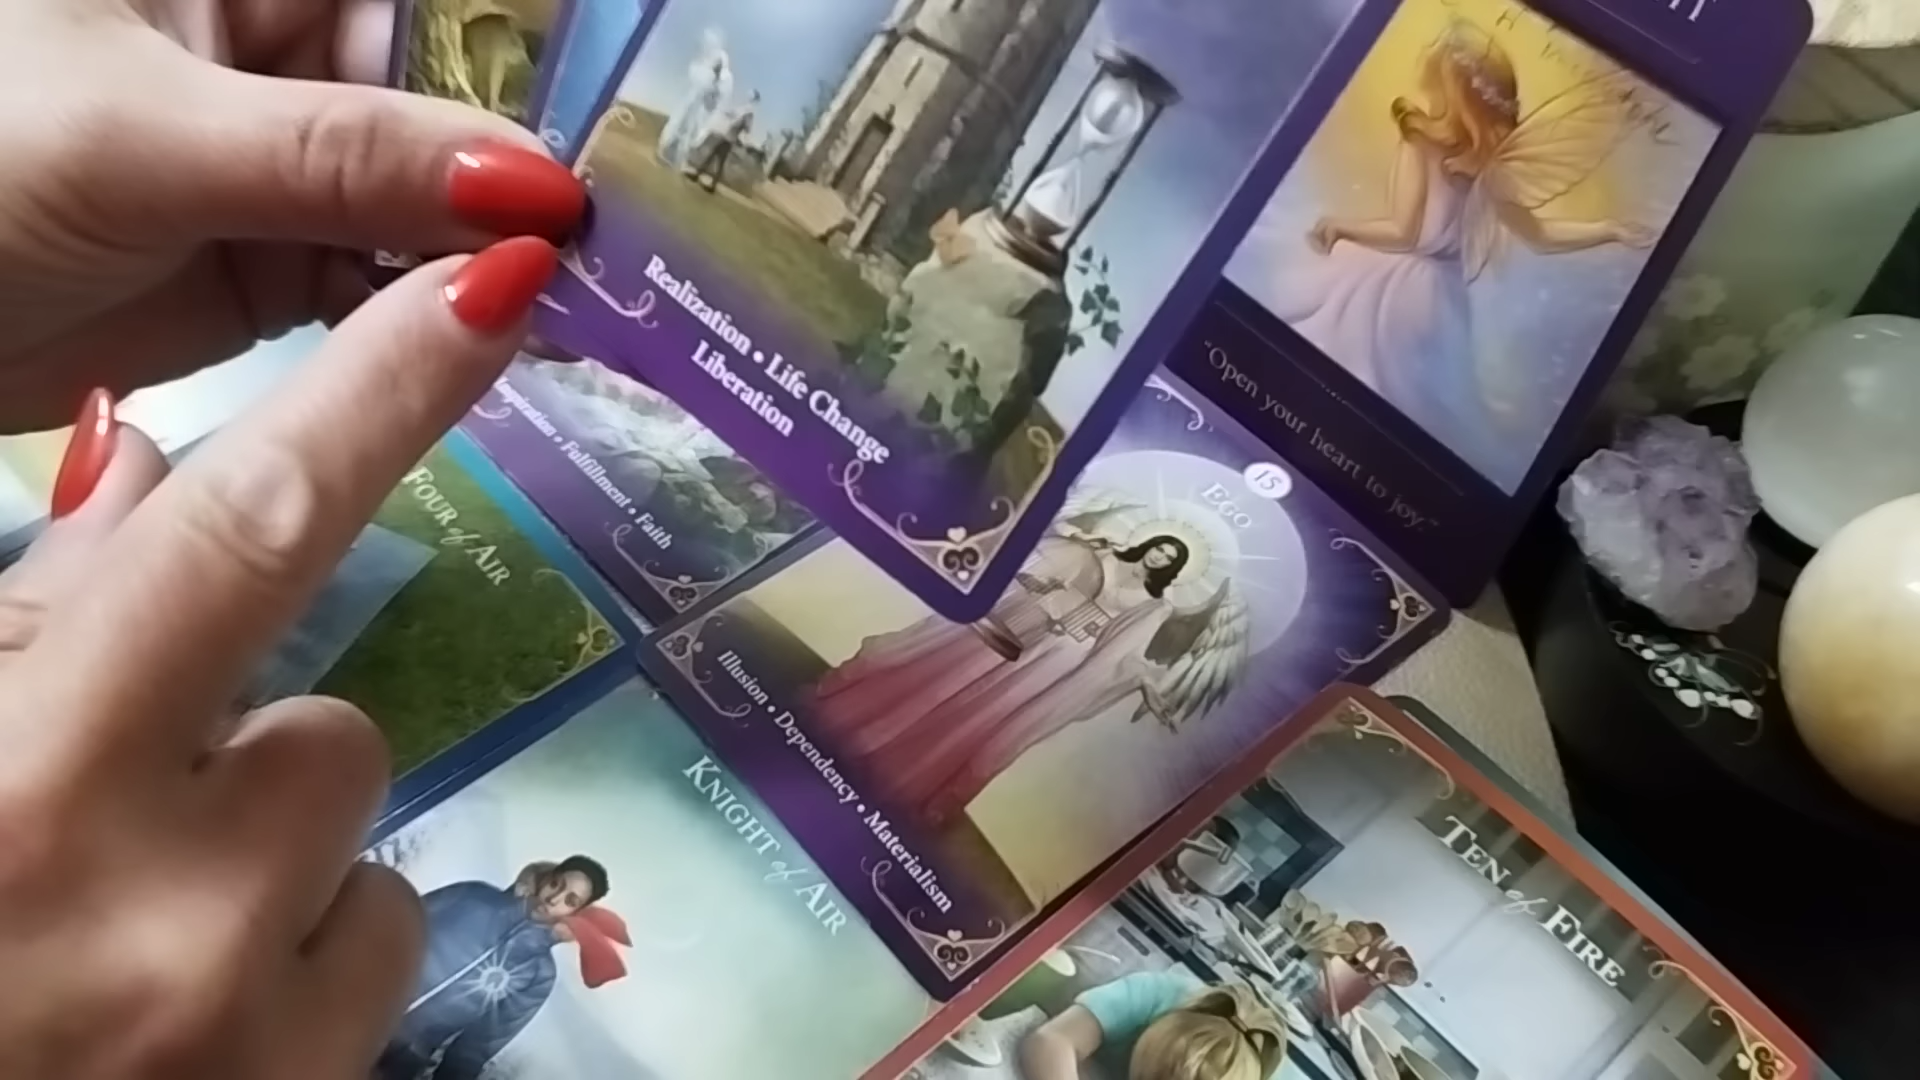 Realization • Life Change
Liberation
"Open your heart to joy."
15
EGO
Illusion • Dependency • Materialism
Inspiration • Fulfillment • Faith
FOUR of AIR
KNIGHT of AIR
TEN of FIRE